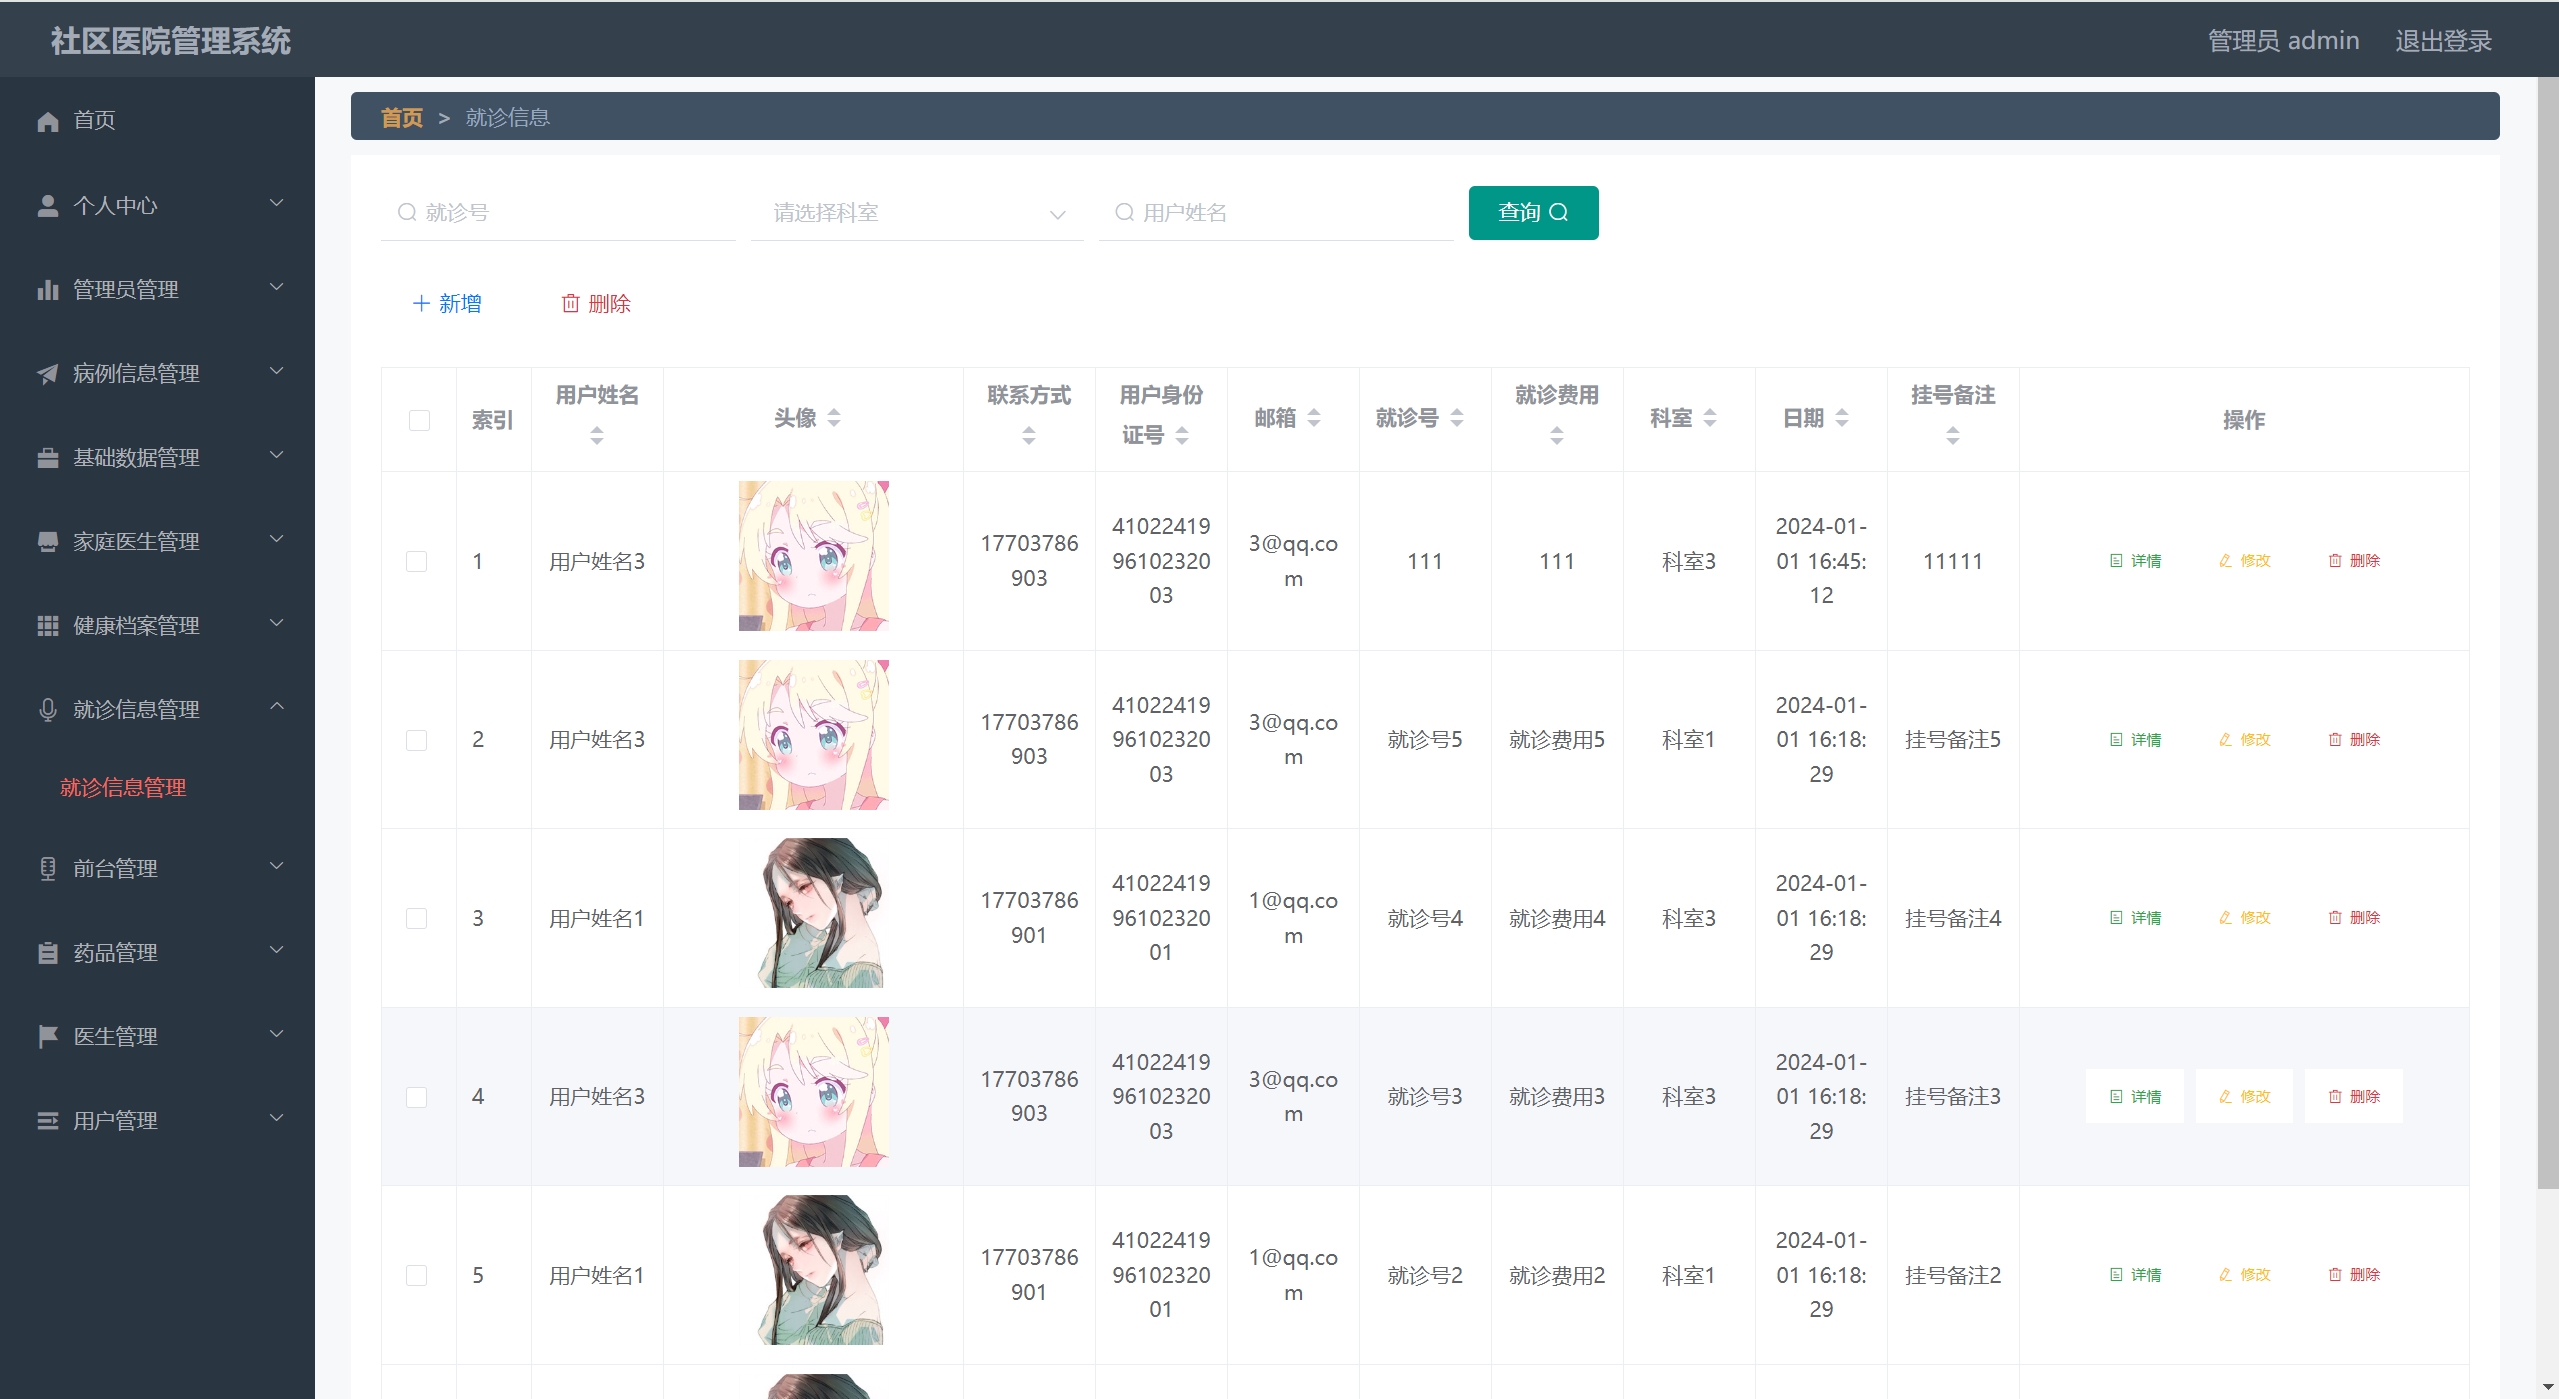 社区医院管理系统
管理员 admin 退出登录
首页
个人中心
管理员管理
病例信息管理
基础数据管理
家庭医生管理
健康档案管理
就诊信息管理
就诊信息管理
前台管理
药品管理
医生管理
用户管理
首页 > 就诊信息
就诊号 请选择科室 用户姓名 查询
新增 删除
索引 用户姓名 头像 联系方式 用户身份证号 邮箱 就诊号 就诊费用 科室 日期 挂号备注 操作
1 用户姓名3 17703786903 410224199610232003 3@qq.com 111 111 科室3 2024-01-01 16:45:12 11111 详情 修改 删除
2 用户姓名3 17703786903 410224199610232003 3@qq.com 就诊号5 就诊费用5 科室1 2024-01-01 16:18:29 挂号备注5 详情 修改 删除
3 用户姓名1 17703786901 410224199610232001 1@qq.com 就诊号4 就诊费用4 科室3 2024-01-01 16:18:29 挂号备注4 详情 修改 删除
4 用户姓名3 17703786903 410224199610232003 3@qq.com 就诊号3 就诊费用3 科室3 2024-01-01 16:18:29 挂号备注3 详情 修改 删除
5 用户姓名1 17703786901 410224199610232001 1@qq.com 就诊号2 就诊费用2 科室1 2024-01-01 16:18:29 挂号备注2 详情 修改 删除